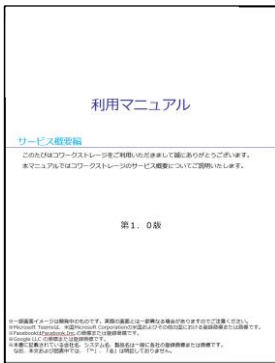 利用マニュアル
サービス概要編
このたびはコワークストレージをご利用いただきまして誠にありがとうございます。
本マニュアルではコワークストレージのサービス概要についてご説明いたします。
第1.0版
※一部画面イメージは開発中のものです。実際の画面とは一部異なる場合がありますのでご注意ください。
※Microsoft Teamsは、米国Microsoft Corporationの米国およびその他の国における登録商標または商標です。
※FacebookはFacebook,Inc.の商標または登録商標です。
※Google LLC の商標または登録商標です。
※本書に記載されている会社名、システム名、製品名は一般に各社の登録商標または商標です。
なお、本文および図表中では、「™」、「®」は明記しておりません。